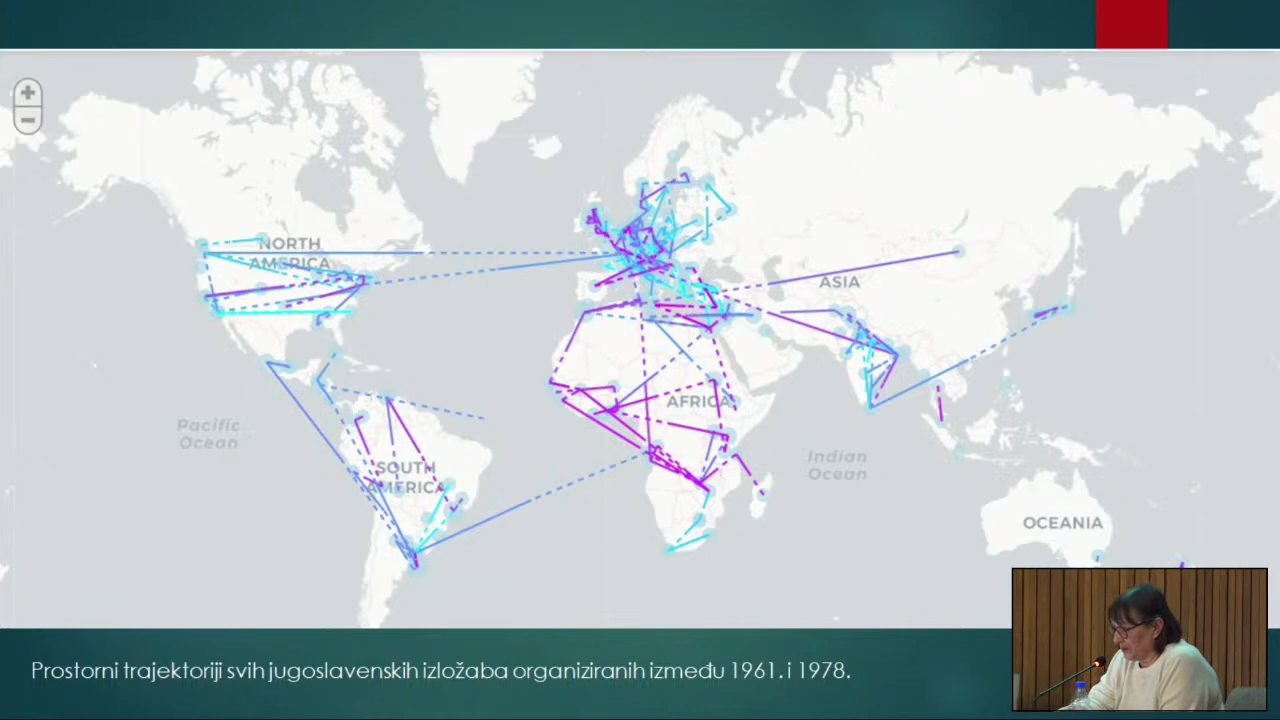 NORTH
AMERICA
ASIA
AFRICA
Pacific
Ocean
SOUTH
AMERICA
Indian
Ocean
OCEANIA
Prostorni trajektoriji svih jugoslavenskih izložaba organiziranih između 1961. i 1978.